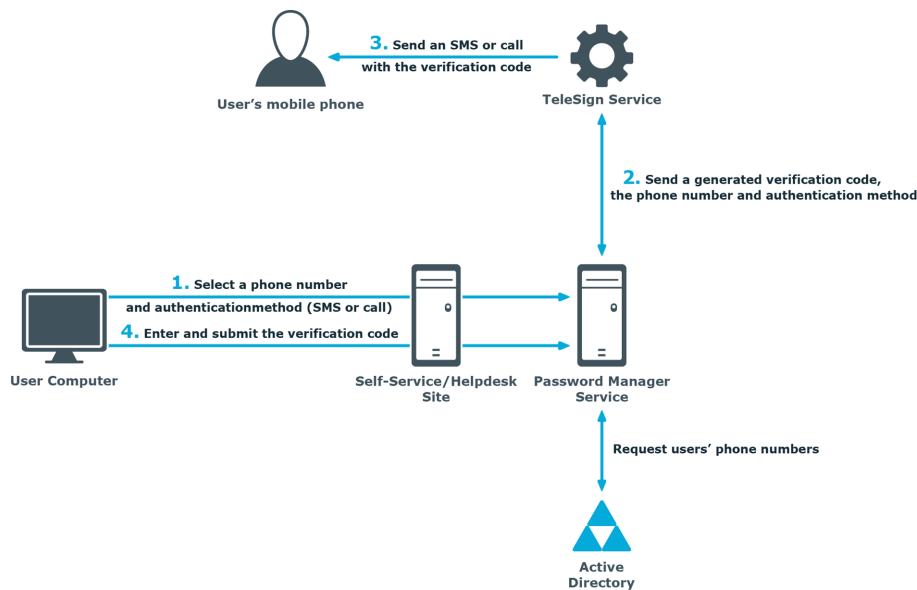 3. Send an SMS or call
with the verification code
User's mobile phone
TeleSign Service
2. Send a generated verification code,
the phone number and authentication method
1. Select a phone number
and authenticationmethod (SMS or call)
4. Enter and submit the verification code
User Computer
Self-Service/Helpdesk
Site
Password Manager
Service
Request users' phone numbers
Active
Directory